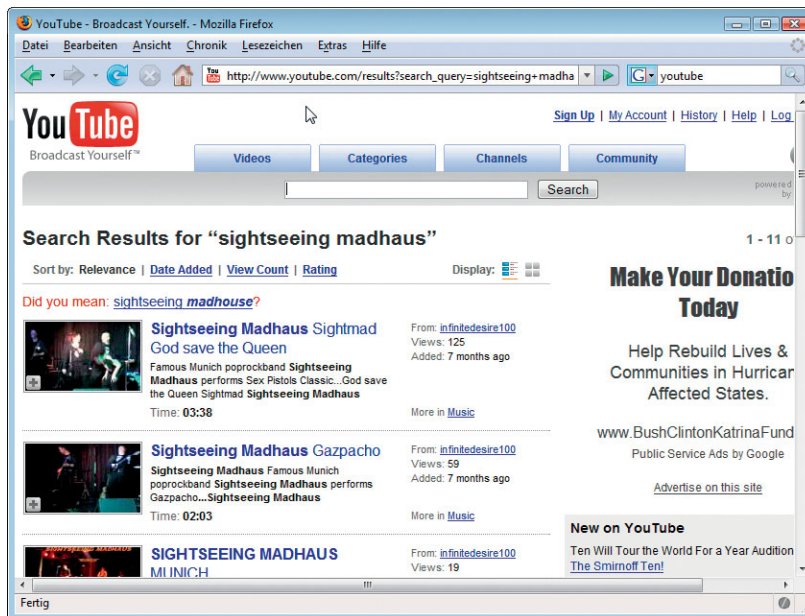 YouTube - Broadcast Yourself. - Mozilla Firefox
Datei Bearbeiten Ansicht Chronik Lesezeichen Extras Hilfe
http://www.youtube.com/results?search_query=sightseeing+madha
G youtube
You Tube
Broadcast Yourself™
Sign Up | My Account | History | Help | Log
Videos Categories Channels Community
Search
powered
by
Search Results for “sightseeing madhaus”
1 - 11 o
Sort by: Relevance | Date Added | View Count | Rating
Display:
Did you mean: sightseeing madhouse?
Sightseeing Madhaus Sightmad
God save the Queen
Famous Munich poprockband Sightseeing
Madhaus performs Sex Pistols Classic...God save
the Queen Sightmad Sightseeing Madhaus
Time: 03:38
From: infinitedesire100
Views: 125
Added: 7 months ago
More in Music
Sightseeing Madhaus Gazpacho
Sightseeing Madhaus Famous Munich
poprockband Sightseeing Madhaus performs
Gazpacho...Sightseeing Madhaus
Time: 02:03
From: infinitedesire100
Views: 59
Added: 7 months ago
More in Music
SIGHTSEEING MADHAUS
SIGHTSEEING MADHAUS
MUNICH
From: infinitedesire100
Views: 19
Make Your Donatio
Today
Help Rebuild Lives &
Communities in Hurrican
Affected States.
www.BushClintonKatrinaFund
Public Service Ads by Google
Advertise on this site
New on YouTube
Ten Will Tour the World For a Year Audition
The Smirnoff Ten!
Fertig